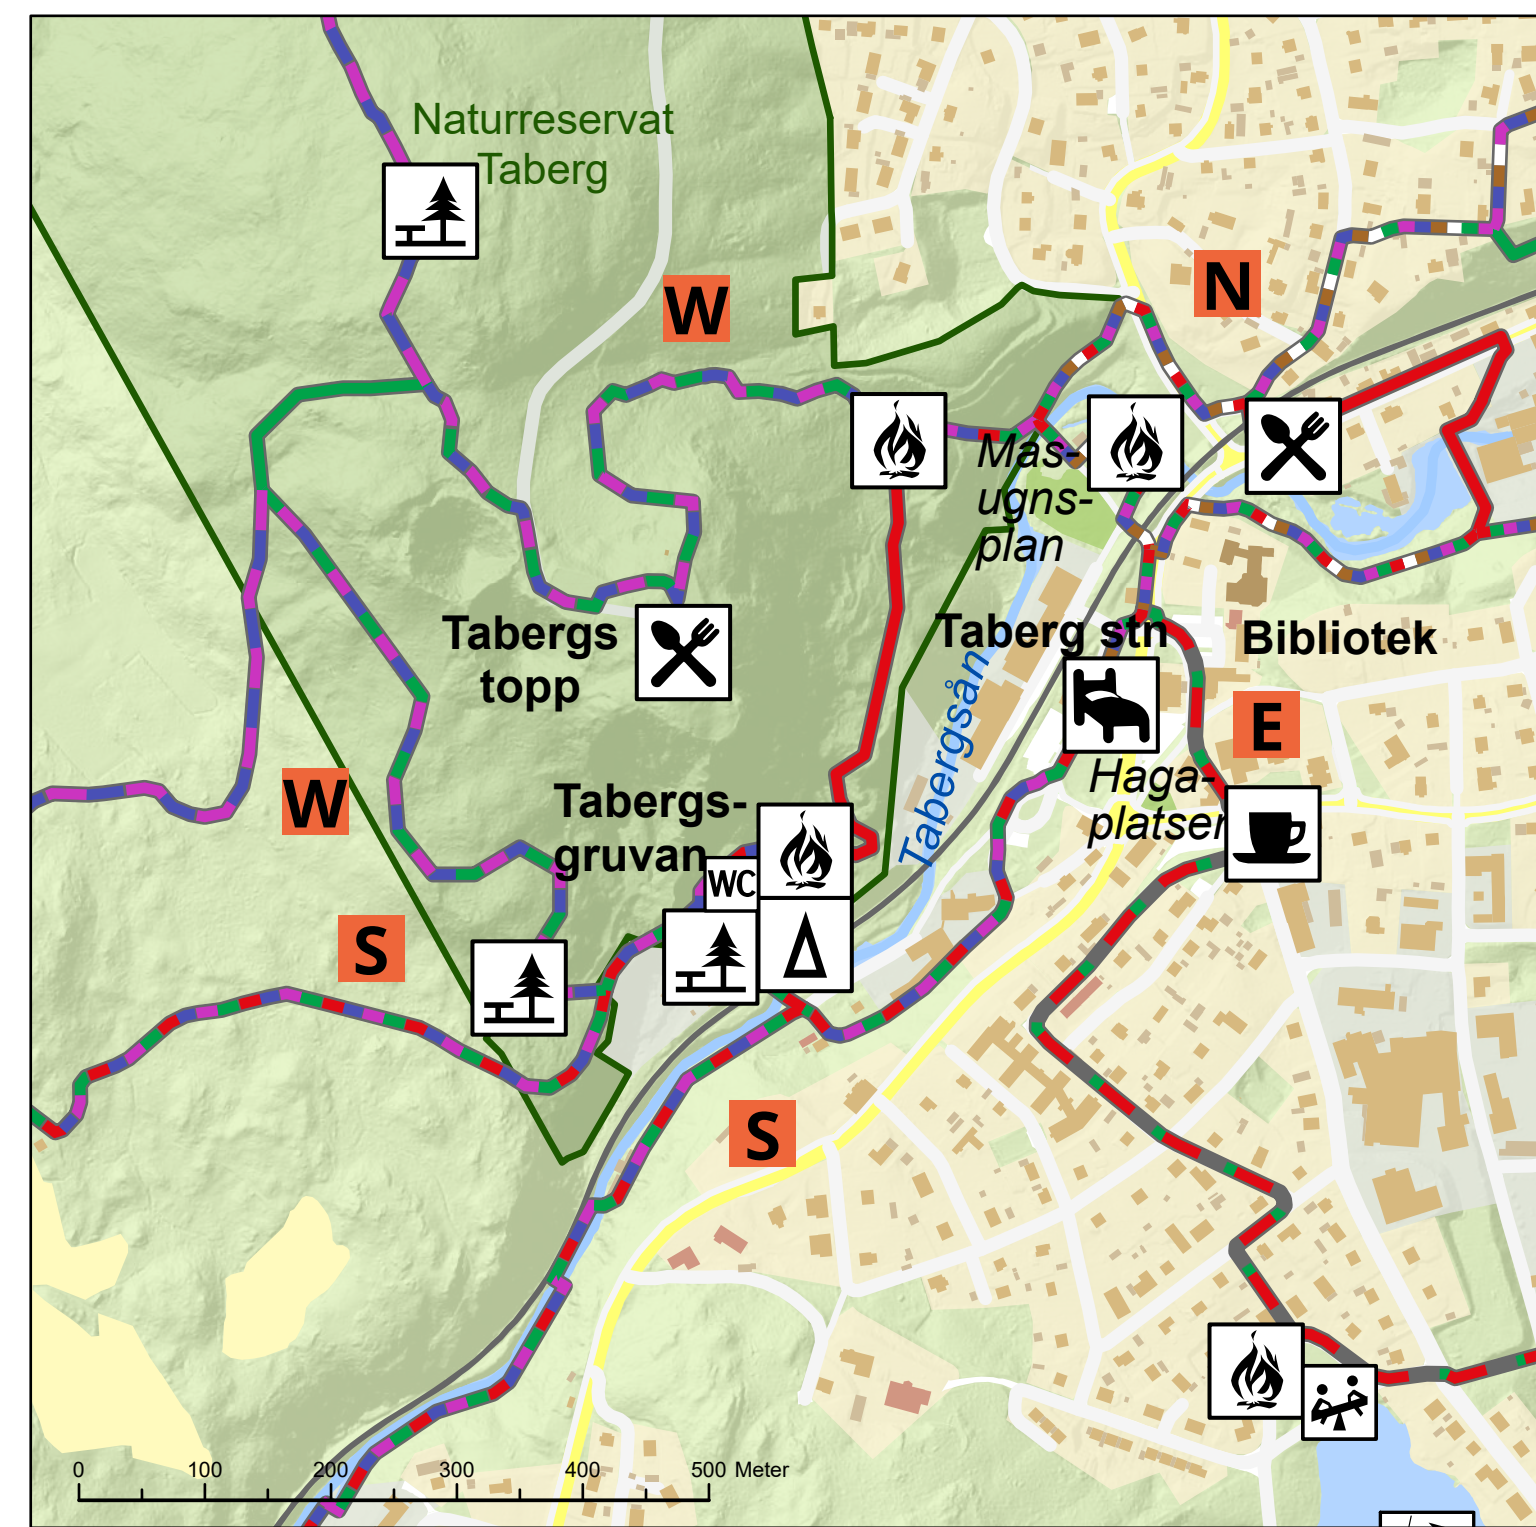 Naturreservat
Taberg
W
N
Mas-
ugns-
plan
Tabergs
topp
Taberg stn
Bibliotek
Tabergsån
E
W
Haga-
platsen
Tabergs-
gruvan
WC
S
S
0 100 200 300 400 500 Meter